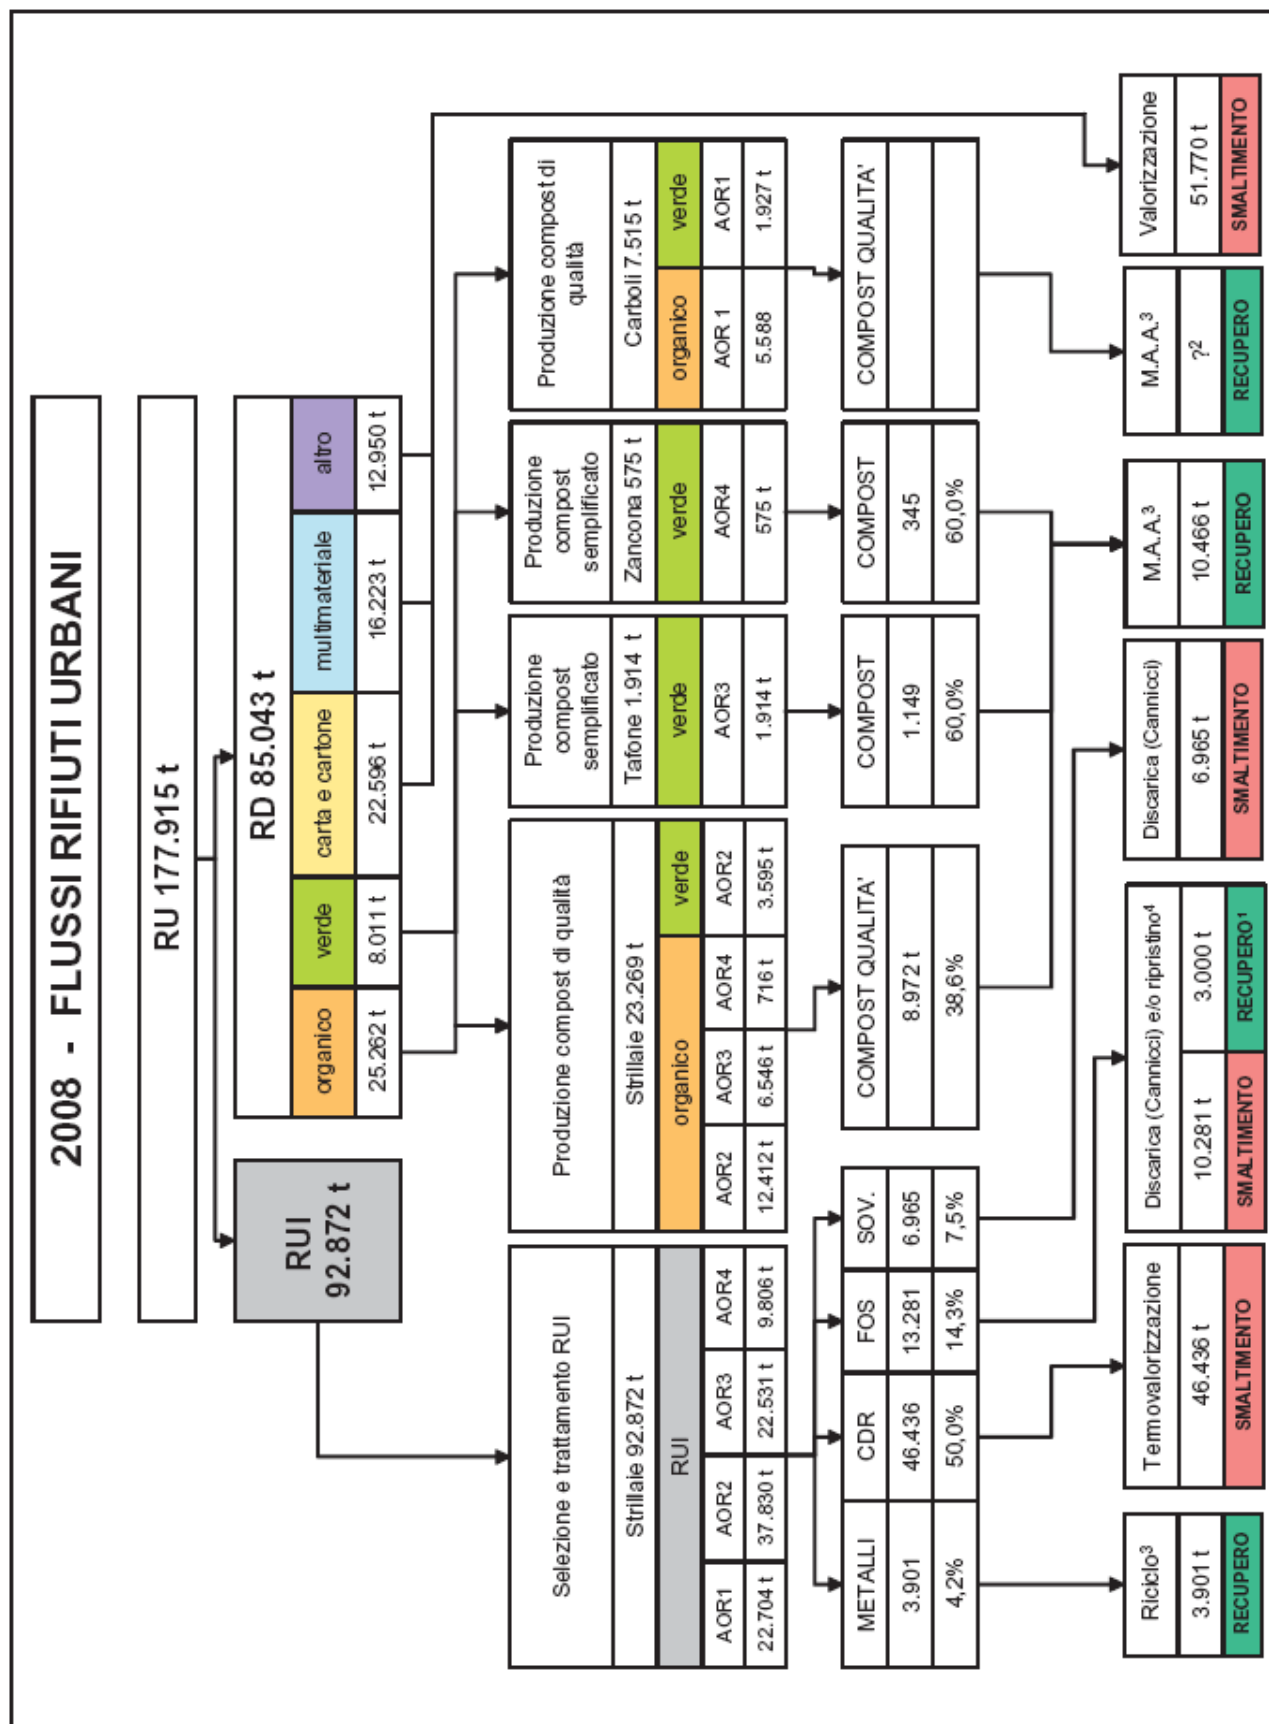 2008 - FLUSSI RIFIUTI URBANI
RU 177.915 t
RUI
92.872 t
RD 85.043 t
organico
verde
carta e cartone
multimateriale
altro
25.262 t
8.011 t
22.596 t
16.223 t
12.950 t
Selezione e trattamento RUI
Strillaie 92.872 t
RUI
AOR1
AOR2
AOR3
AOR4
22.704 t
37.830 t
22.531 t
9.806 t
Produzione compost di qualità
Strillaie 23.269 t
organico
verde
AOR2
AOR3
AOR4
AOR2
12.412 t
6.546 t
716 t
3.595 t
Produzione
compost
semplificato
Tafone 1.914 t
verde
AOR3
1.914 t
Produzione
compost
semplificato
Zancona 575 t
verde
AOR4
575 t
Produzione compost di
qualità
Carboli 7.515 t
organico
verde
AOR 1
AOR1
5.588
1.927 t
METALLI
CDR
FOS
SOV.
3.901
46.436
13.281
6.965
4,2%
50,0%
14,3%
7,5%
COMPOST QUALITA'
8.972 t
38,6%
COMPOST
1.149
60,0%
COMPOST
345
60,0%
COMPOST QUALITA'
Riciclo³
3.901 t
RECUPERO
Termovalorizzazione
46.436 t
SMALTIMENTO
Discarica (Cannicci) e/o ripristino⁴
10.281 t
3.000 t
SMALTIMENTO
RECUPERO¹
Discarica (Cannicci)
6.965 t
SMALTIMENTO
M.A.A.³
10.466 t
RECUPERO
M.A.A.³
?²
RECUPERO
Valorizzazione
51.770 t
SMALTIMENTO